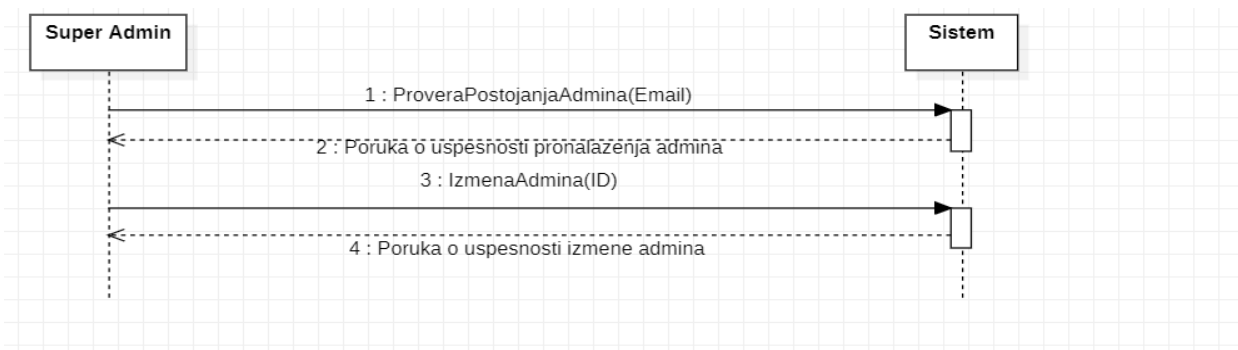 Super Admin
Sistem
1 : ProveraPostojanjaAdmina(Email)
2 : Poruka o uspesnosti pronalazenja admina
3 : IzmenaAdmina(ID)
4 : Poruka o uspesnosti izmene admina